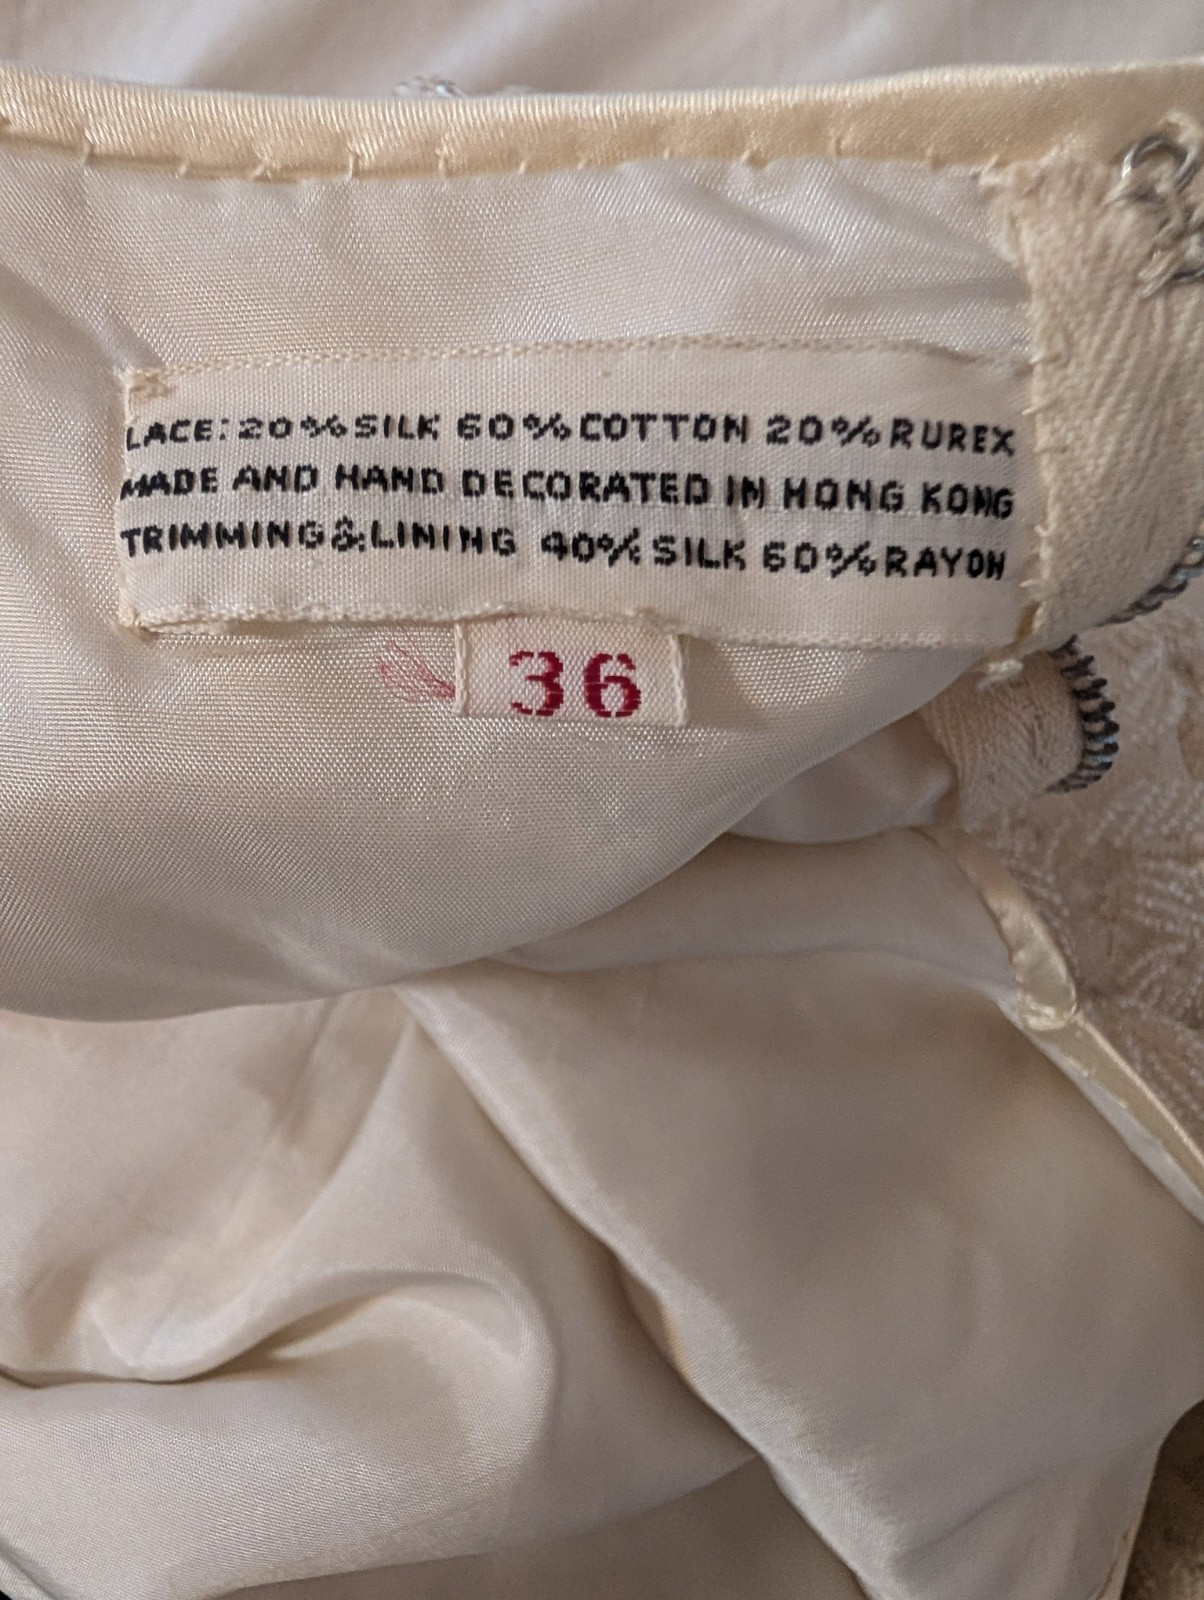 LACE: 20% SILK 60% COTTON 20% RUREX
MADE AND HAND DECORATED IN HONG KONG
TRIMMING & LINING 40% SILK 60% RAYON
36